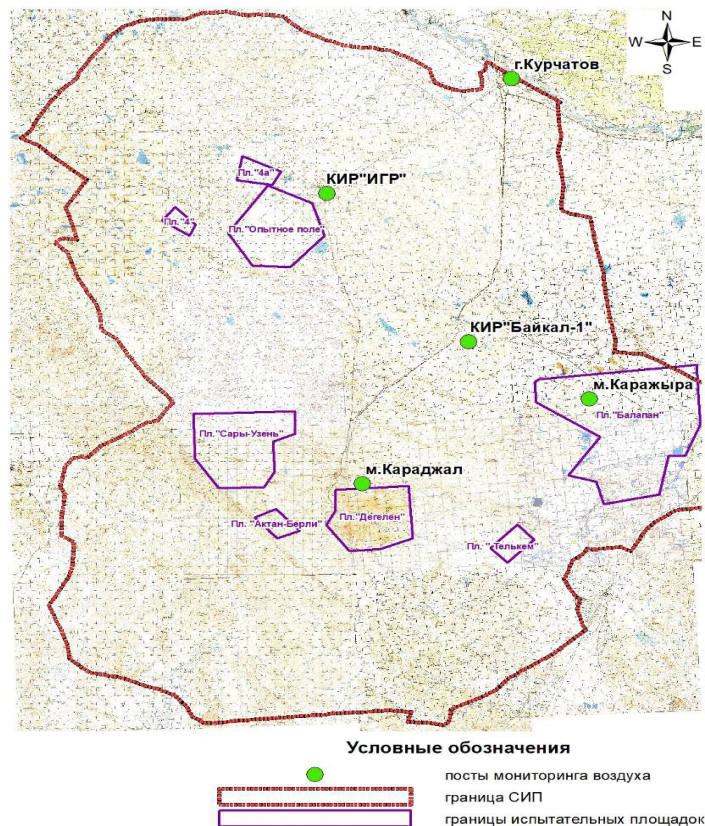 N
W E
S
г.Курчатов
Пл."4а"
КИР"ИГР"
Пл."4"
Пл."Опытное поле"
КИР"Байкал-1"
м.Каражыра
Пл."Балапан"
Пл."Сары-Узень"
м.Караджал
Пл. "Актан-Берли"
Пл."Дегелен"
Пл. "Телькем"
Text
Условные обозначения
посты мониторинга воздуха
граница СИП
границы испытательных площадок